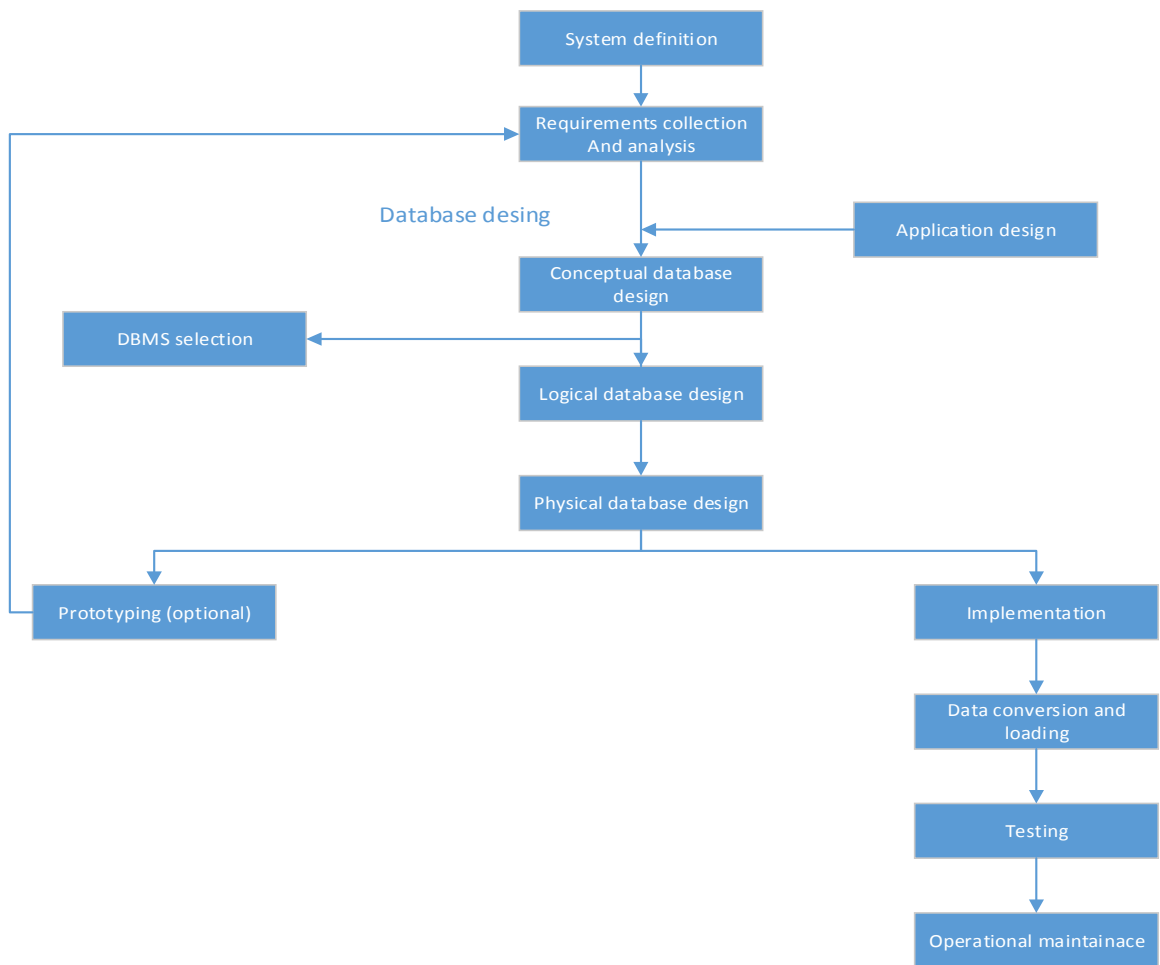 System definition
Requirements collection
And analysis
Database desing
Application design
Conceptual database
design
DBMS selection
Logical database design
Physical database design
Prototyping (optional)
Implementation
Data conversion and
loading
Testing
Operational maintainace